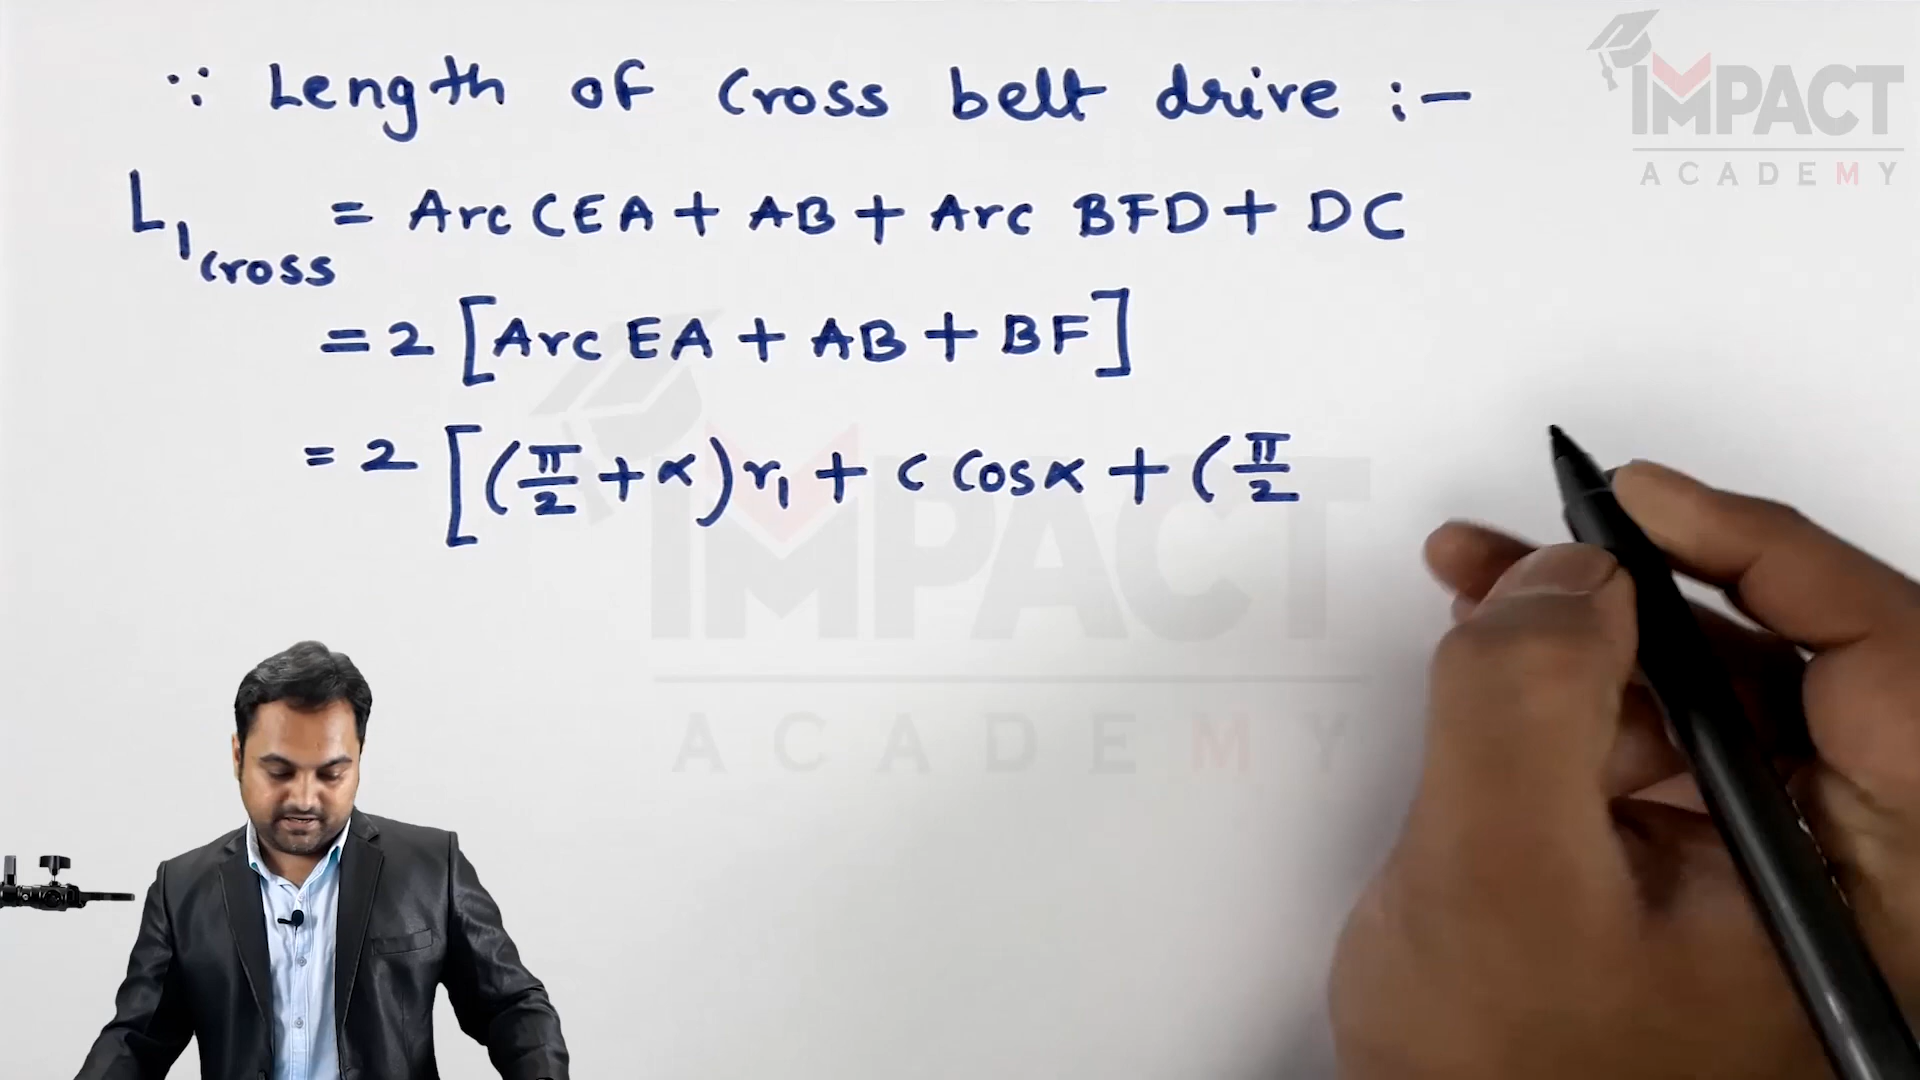 ∵ Length of Cross belt drive :-
L₁cross = Arc CEA + AB + Arc BFD + DC
= 2 [Arc EA + AB + BF]
= 2 [(π/2 + α) r₁ + C Cosα + (π/2
IMPACT
ACADEMY
IMPACT
ACADEMY